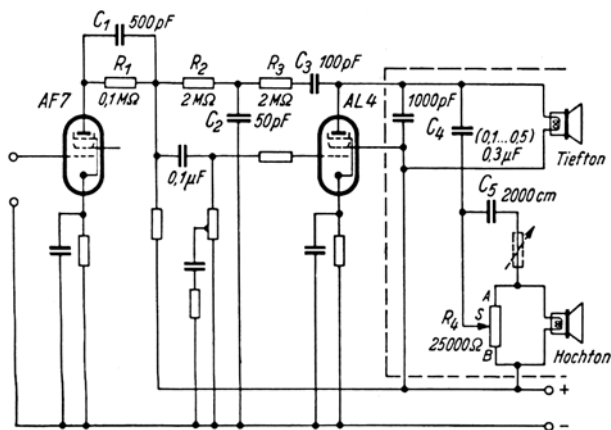 C1 500pF
R1
0,1MΩ
AF7
R2
2MΩ
R3
2MΩ
C3 100pF
C2 50pF
0,1µF
AL4
1000pF
C4
(0,1...0,5)
0,3µF
Tiefton
C5 2000cm
A
S
B
R4
25000Ω
Hochton
+
−